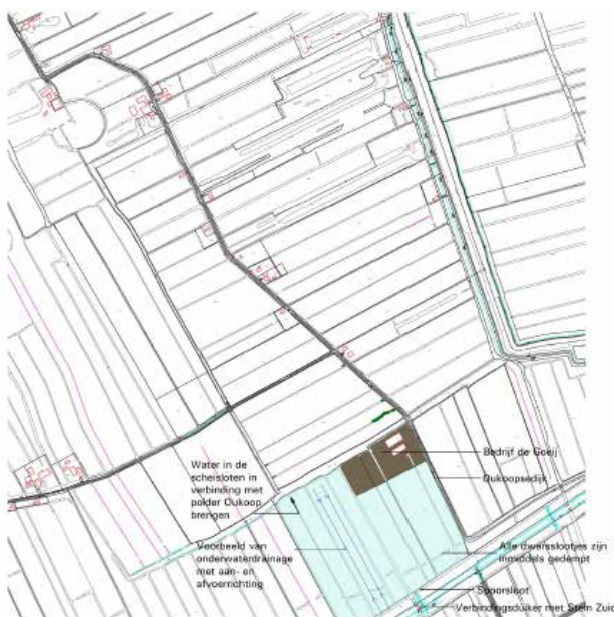 Bedrijf de Goeij
Oukoopsedijk
Water in de
scheisloten in
verbinding met
polder Oukoop
brengen
Voorbeeld van
onderwaterdrainage
met aan- en
afvoerrichting
Alle dwarsslootjes zijn
inmiddels gedempt
Spoorsloot
Verbindingsduiker met Stein Zuid